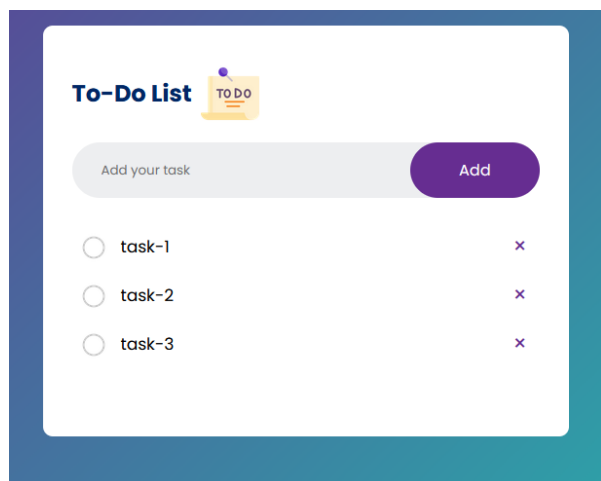 To-Do List
TO DO
Add your task
Add
task-1 ×
task-2 ×
task-3 ×